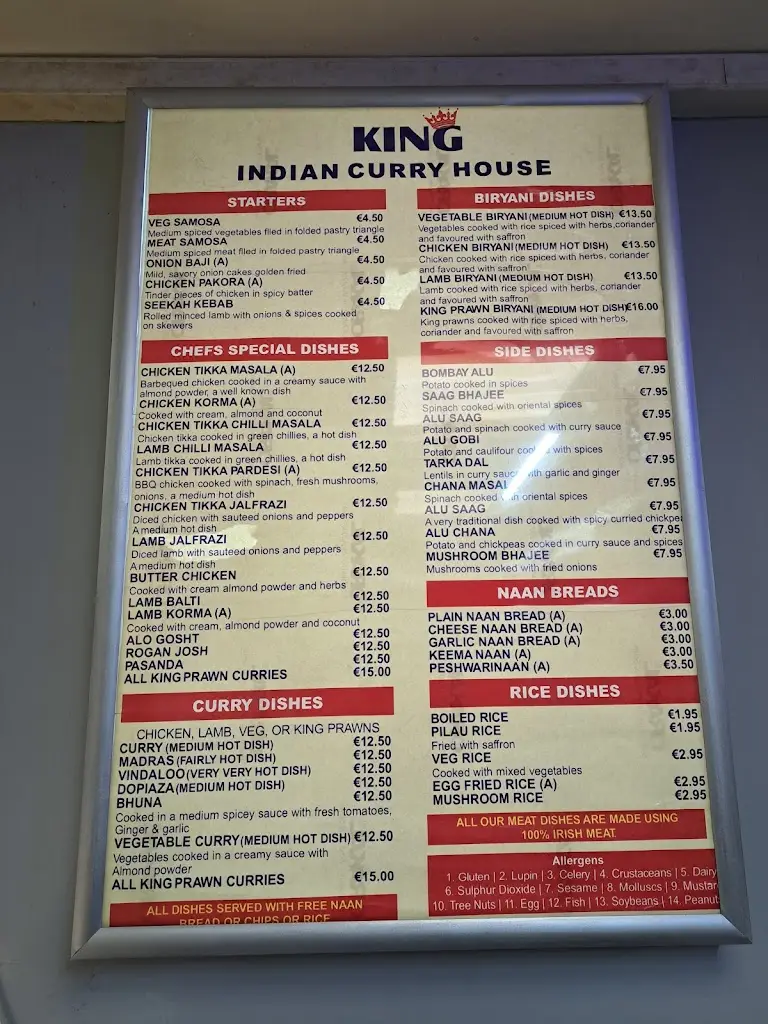 KING
INDIAN CURRY HOUSE
STARTERS
VEG SAMOSA €4.50
Medium spiced vegetables flled in folded pastry triangle
MEAT SAMOSA €4.50
Medium spiced meat flled in folded pastry triangle
ONION BAJI (A) €4.50
Mild, savory onion cakes golden fried
CHICKEN PAKORA (A) €4.50
Tinder pieces of chicken in spicy batter
SEEKAH KEBAB €4.50
Rolled minced lamb with onions & spices cooked
on skewers
CHEFS SPECIAL DISHES
CHICKEN TIKKA MASALA (A) €12.50
Barbequed chicken cooked in a creamy sauce with
almond powder, a well known dish
CHICKEN KORMA (A) €12.50
Cooked with cream, almond and coconut
CHICKEN TIKKA CHILLI MASALA €12.50
Chicken tikka cooked in green chillies, a hot dish
LAMB CHILLI MASALA €12.50
Lamb tikka cooked in green chillies, a hot dish
CHICKEN TIKKA PARDESI (A) €12.50
BBQ chicken cooked with spinach, fresh mushrooms,
onions, a medium hot dish
CHICKEN TIKKA JALFRAZI €12.50
Diced chicken with sauteed onions and peppers
A medium hot dish
LAMB JALFRAZI €12.50
Diced lamb with sauteed onions and peppers
A medium hot dish
BUTTER CHICKEN €12.50
Cooked with cream almond powder and herbs
LAMB BALTI €12.50
LAMB KORMA (A) €12.50
Cooked with cream, almond powder and coconut
ALO GOSHT €12.50
ROGAN JOSH €12.50
PASANDA €12.50
ALL KING PRAWN CURRIES €15.00
CURRY DISHES
CHICKEN, LAMB, VEG, OR KING PRAWNS
CURRY (MEDIUM HOT DISH) €12.50
MADRAS (FAIRLY HOT DISH) €12.50
VINDALOO (VERY VERY HOT DISH) €12.50
DOPIAZA (MEDIUM HOT DISH) €12.50
BHUNA €12.50
Cooked in a medium spicey sauce with fresh tomatoes,
Ginger & garlic
VEGETABLE CURRY (MEDIUM HOT DISH) €12.50
Vegetables cooked in a creamy sauce with
Almond powder
ALL KING PRAWN CURRIES €15.00
ALL DISHES SERVED WITH FREE NAAN
BREAD OR CHIPS OR RICE
BIRYANI DISHES
VEGETABLE BIRYANI (MEDIUM HOT DISH) €13.50
Vegetables cooked with rice spiced with herbs, coriander
and favoured with saffron
CHICKEN BIRYANI (MEDIUM HOT DISH) €13.50
Chicken cooked with rice spiced with herbs, coriander
and favoured with saffron
LAMB BIRYANI (MEDIUM HOT DISH) €13.50
Lamb cooked with rice spiced with herbs, coriander
and favoured with saffron
KING PRAWN BIRYANI (MEDIUM HOT DISH) €16.00
King prawns cooked with rice spiced with herbs,
coriander and favoured with saffron
SIDE DISHES
BOMBAY ALU €7.95
Potato cooked in spices
SAAG BHAJEE €7.95
Spinach cooked with oriental spices
ALU SAAG €7.95
Potato and spinach cooked with curry sauce
ALU GOBI €7.95
Potato and caulifour cooked with spices
TARKA DAL €7.95
Lentils in curry sauce with garlic and ginger
CHANA MASAL €7.95
Spinach cooked oriental spices
ALU SAAG €7.95
A very traditional dish cooked with spicy curried chickpe
ALU CHANA €7.95
Potato and chickpeas cooked in curry sauce and spices
MUSHROOM BHAJEE €7.95
Mushrooms cooked with fried onions
NAAN BREADS
PLAIN NAAN BREAD (A) €3.00
CHEESE NAAN BREAD (A) €3.00
GARLIC NAAN BREAD (A) €3.00
KEEMA NAAN (A) €3.00
PESHWARINAAN (A) €3.50
RICE DISHES
BOILED RICE €1.95
PILAU RICE €1.95
Fried with saffron
VEG RICE €2.95
Cooked with mixed vegetables
EGG FRIED RICE (A) €2.95
MUSHROOM RICE €2.95
ALL OUR MEAT DISHES ARE MADE USING
100% IRISH MEAT.
Allergens
1. Gluten | 2. Lupin | 3. Celery | 4. Crustaceans | 5. Dairy
6. Sulphur Dioxide | 7. Sesame | 8. Molluscs | 9. Mustar
10. Tree Nuts | 11. Egg | 12. Fish | 13. Soybeans | 14. Peanut